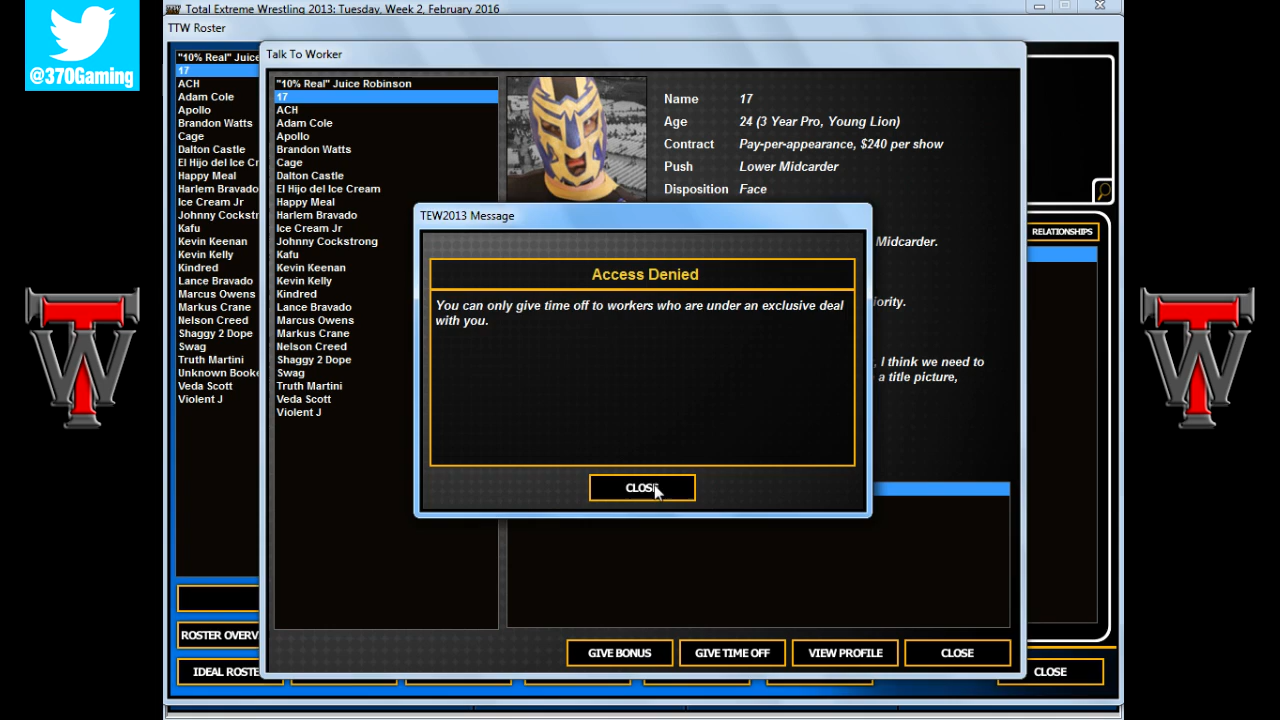 Total Extreme Wrestling 2013: Tuesday, Week 2, February 2016
@370Gaming
TTW Roster
"10% Real" Juice
17
ACH
Adam Cole
Apollo
Brandon Watts
Cage
Dalton Castle
El Hijo del Ice Cr
Happy Meal
Harlem Bravado
Ice Cream Jr
Johnny Cockstr
Kafu
Kevin Keenan
Kevin Kelly
Kindred
Lance Bravado
Marcus Owens
Markus Crane
Nelson Creed
Shaggy 2 Dope
Swag
Truth Martini
Unknown Booke
Veda Scott
Violent J
ROSTER OVERV
IDEAL ROSTE
Talk To Worker
"10% Real" Juice Robinson
17
ACH
Adam Cole
Apollo
Brandon Watts
Cage
Dalton Castle
El Hijo del Ice Cream
Happy Meal
Harlem Bravado
Ice Cream Jr
Johnny Cockstrong
Kafu
Kevin Keenan
Kevin Kelly
Kindred
Lance Bravado
Marcus Owens
Markus Crane
Nelson Creed
Shaggy 2 Dope
Swag
Truth Martini
Veda Scott
Violent J
Name 17
Age 24 (3 Year Pro, Young Lion)
Contract Pay-per-appearance, $240 per show
Push Lower Midcarder
Disposition Face
Midcarder.
iority.
, I think we need to
a title picture,
TEW2013 Message
Access Denied
You can only give time off to workers who are under an exclusive deal
with you.
CLOSE
GIVE BONUS GIVE TIME OFF VIEW PROFILE CLOSE
RELATIONSHIPS
CLOSE
TTW
TTW